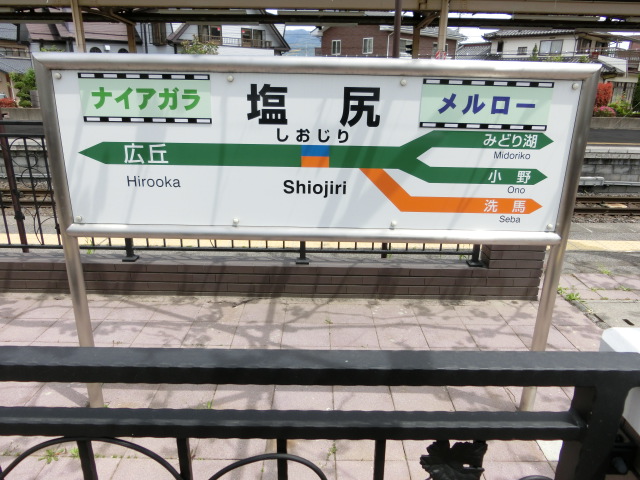 ナイアガラ
塩尻
メルロー
しおじり
広丘
みどり湖
Midoriko
Hirooka
Shiojiri
小野
Ono
洗馬
Seba